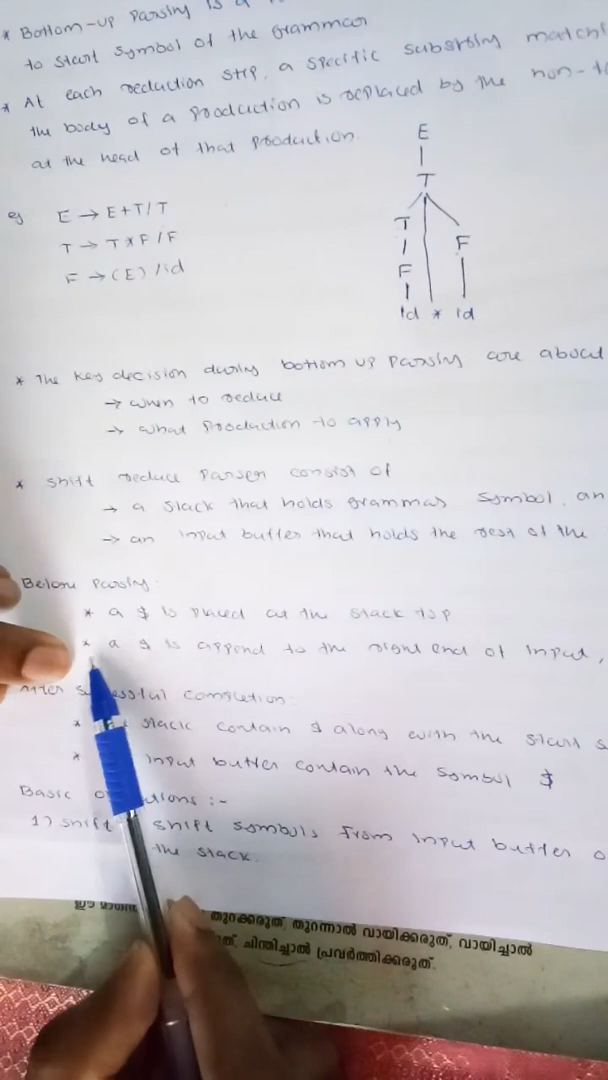 * Bottom-up Parsing is a
to start symbol of the grammar
* At each reduction step, a specific substring matchi
the body of a production is replaced by the non-te
at the head of that production.
E
T
eg E → E+T/T
T F
T → T*F/F
F
F → (E)/id
id * id
* The key decision during bottom up Parsing are about
→ when to reduce
→ what production to apply
* shift reduce Parser consist of
→ a stack that holds grammar symbol, an
→ an input buffer that holds the rest of the
Before Parsing:
* a $ is placed at the stack top
* a $ is append to the right end of input,
After successful completion:
* stack contain $ along with the start s
* input buffer contain the symbol $
Basic :-
1) shift shift symbols from input buffer o
the stack.
തുറക്കരുത്, തുറന്നാൽ വായിക്കരുത്, വായിച്ചാൽ
ചിന്തിച്ചാൽ പ്രവർത്തിക്കരുത്.